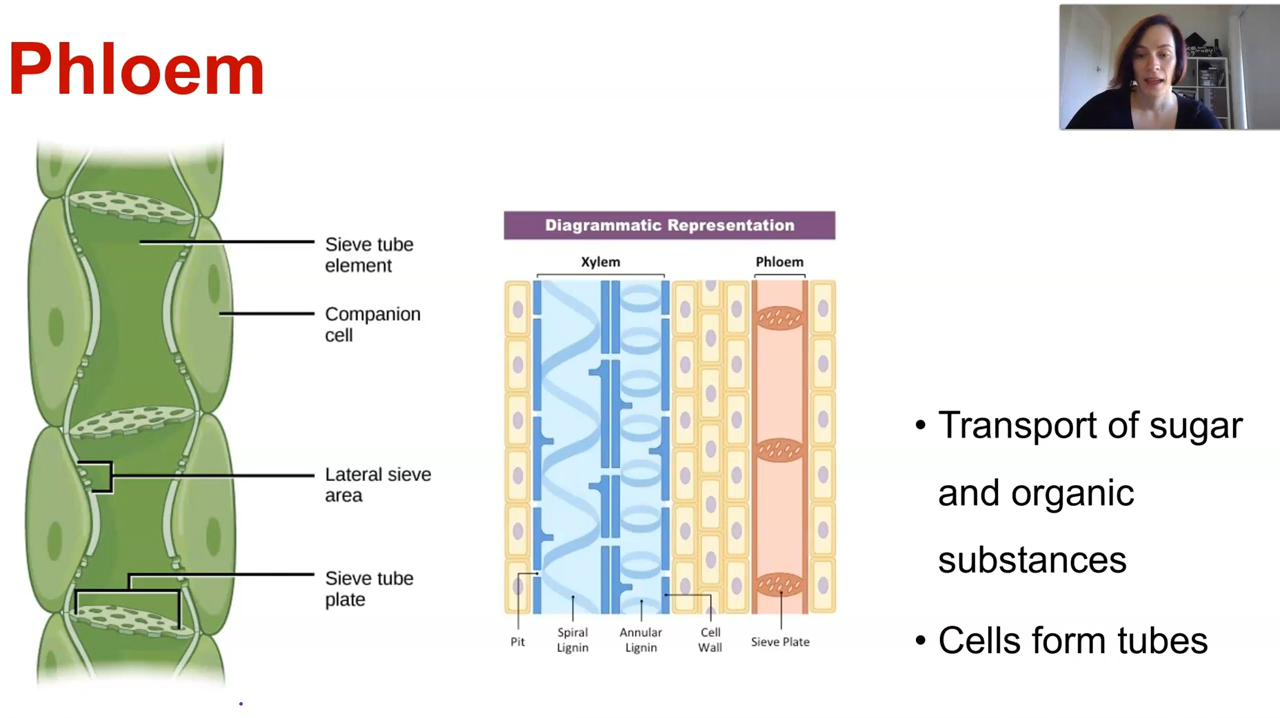 Phloem
Sieve tube
element
Companion
cell
Lateral sieve
area
Sieve tube
plate
Diagrammatic Representation
Xylem
Phloem
Pit
Spiral
Lignin
Annular
Lignin
Cell
Wall
Sieve Plate
• Transport of sugar
and organic
substances
• Cells form tubes